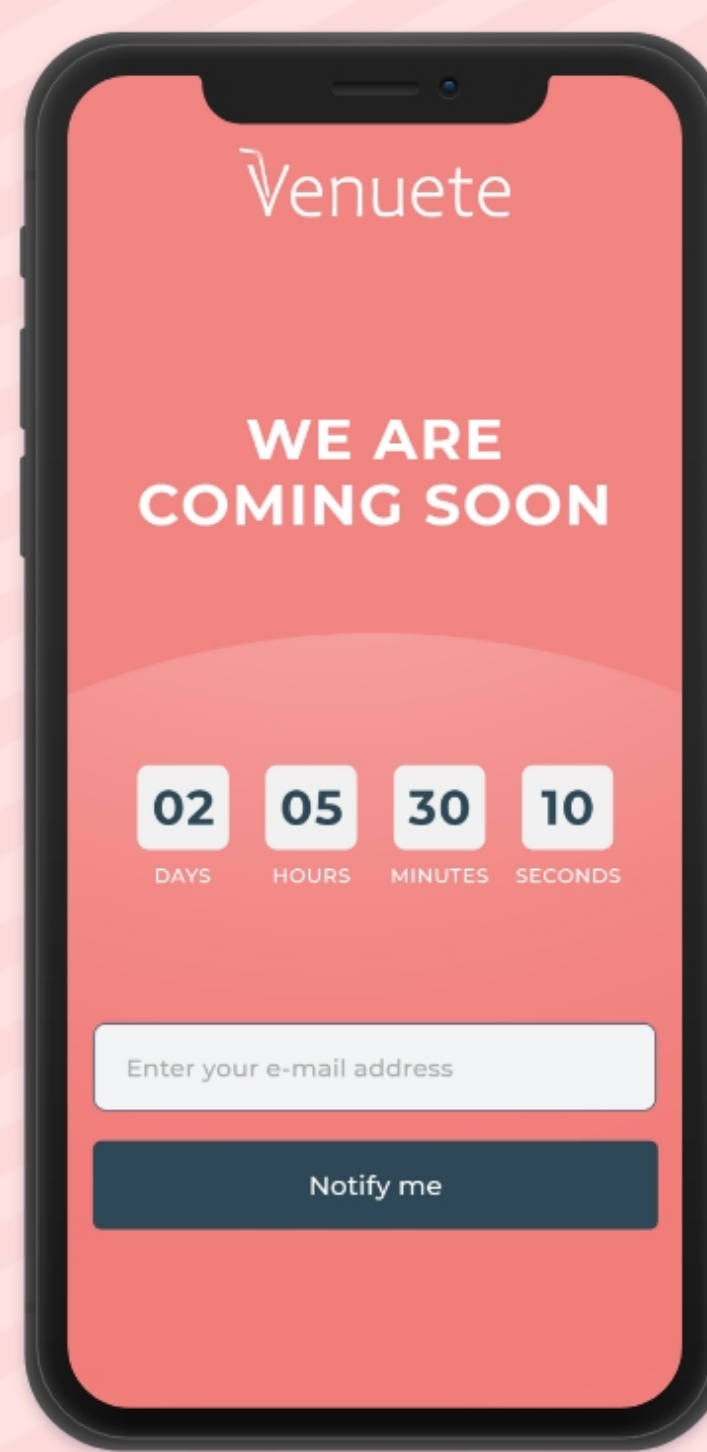 Venuete
WE ARE
COMING SOON
02 05 30 10
DAYS HOURS MINUTES SECONDS
Enter your e-mail address
Notify me